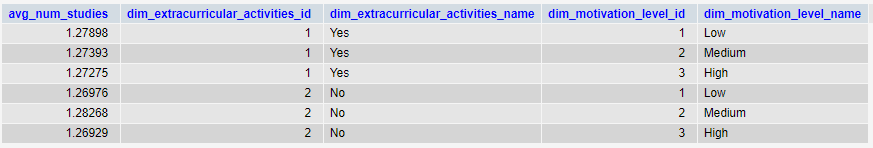 avg_num_studies dim_extracurricular_activities_id dim_extracurricular_activities_name dim_motivation_level_id dim_motivation_level_name
1.27898 1 Yes 1 Low
1.27393 1 Yes 2 Medium
1.27275 1 Yes 3 High
1.26976 2 No 1 Low
1.28268 2 No 2 Medium
1.26929 2 No 3 High